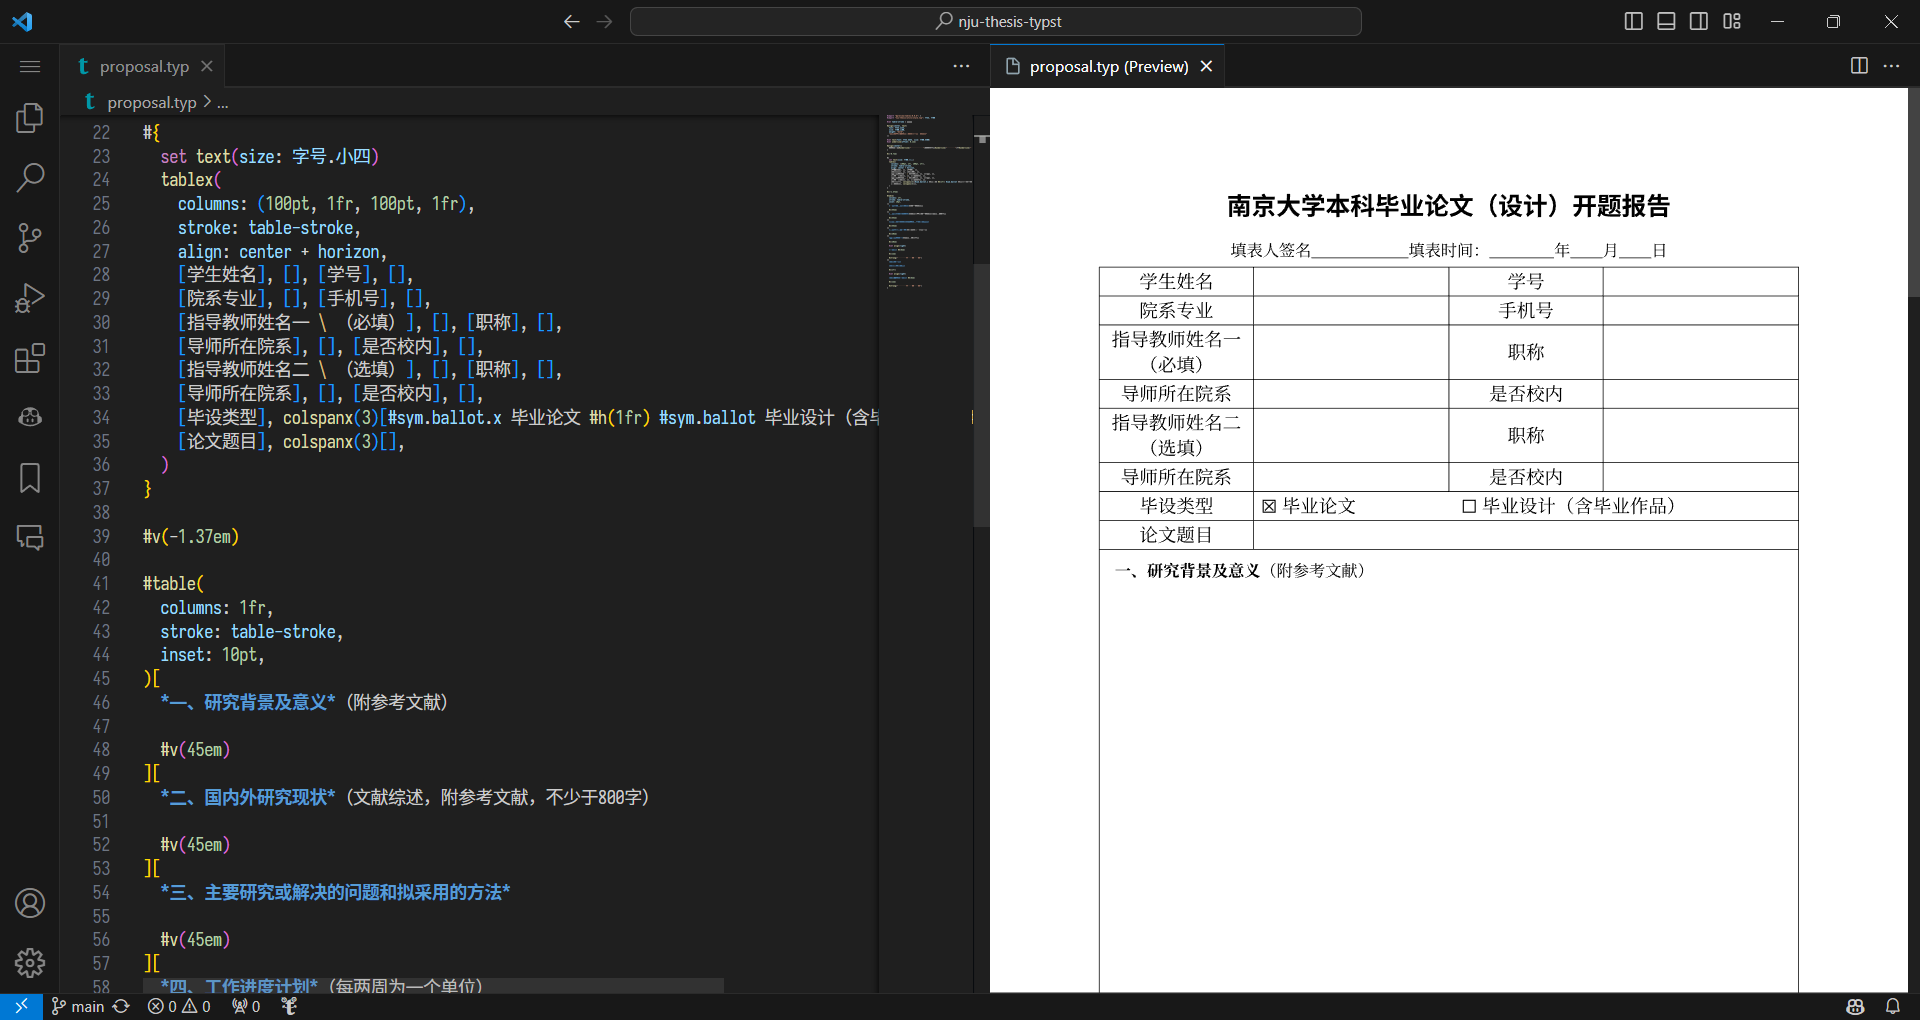 nju-thesis-typst
proposal.typ
proposal.typ > ...
22 #{
23 set text(size: 字号.小四)
24 tablex(
25 columns: (100pt, 1fr, 100pt, 1fr),
26 stroke: table-stroke,
27 align: center + horizon,
28 [学生姓名], [], [学号], [],
29 [院系专业], [], [手机号], [],
30 [指导教师姓名一 \ （必填）], [], [职称], [],
31 [导师所在院系], [], [是否校内], [],
32 [指导教师姓名二 \ （选填）], [], [职称], [],
33 [导师所在院系], [], [是否校内], [],
34 [毕设类型], colspanx(3)[#sym.ballot.x 毕业论文 #h(1fr) #sym.ballot 毕业设计（含
35 [论文题目], colspanx(3)[],
36 )
37 }
38
39 #v(-1.37em)
40
41 #table(
42 columns: 1fr,
43 stroke: table-stroke,
44 inset: 10pt,
45 )[
46 *一、研究背景及意义*（附参考文献）
47
48 #v(45em)
49 ][
50 *二、国内外研究现状*（文献综述，附参考文献，不少于800字）
51
52 #v(45em)
53 ][
54 *三、主要研究或解决的问题和拟采用的方法*
55
56 #v(45em)
57 ][
58 *四、工作进度计划*（每两周为一个单位）
proposal.typ (Preview)
南京大学本科毕业论文（设计）开题报告
填表人签名____________填表时间：________年____月____日
学生姓名 学号
院系专业 手机号
指导教师姓名一
（必填） 职称
导师所在院系 是否校内
指导教师姓名二
（选填） 职称
导师所在院系 是否校内
毕设类型 ☒ 毕业论文 ☐ 毕业设计（含毕业作品）
论文题目
一、研究背景及意义（附参考文献）
main 0 0 0